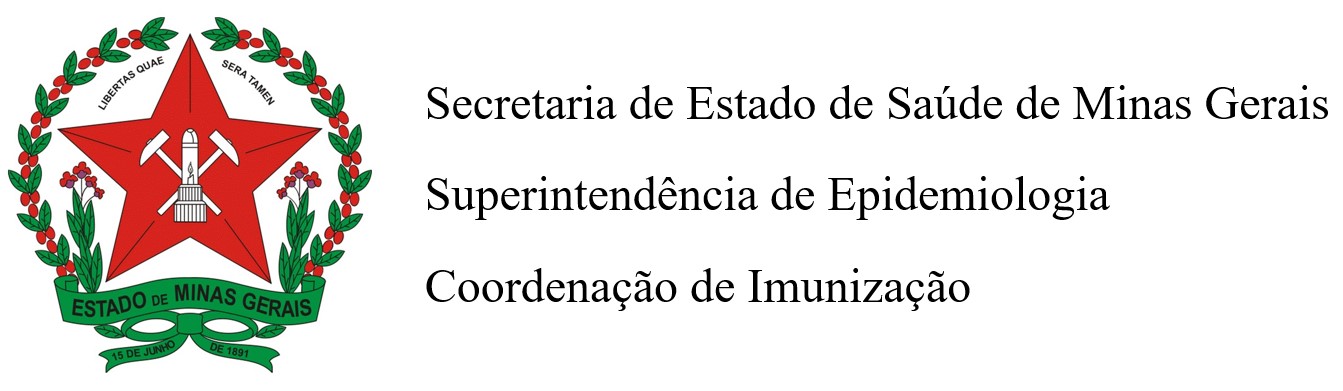 LIBERTAS QUAE
SERA TAMEN
ESTADO DE MINAS GERAIS
15 DE JUNHO
DE 1891
Secretaria de Estado de Saúde de Minas Gerais
Superintendência de Epidemiologia
Coordenação de Imunização